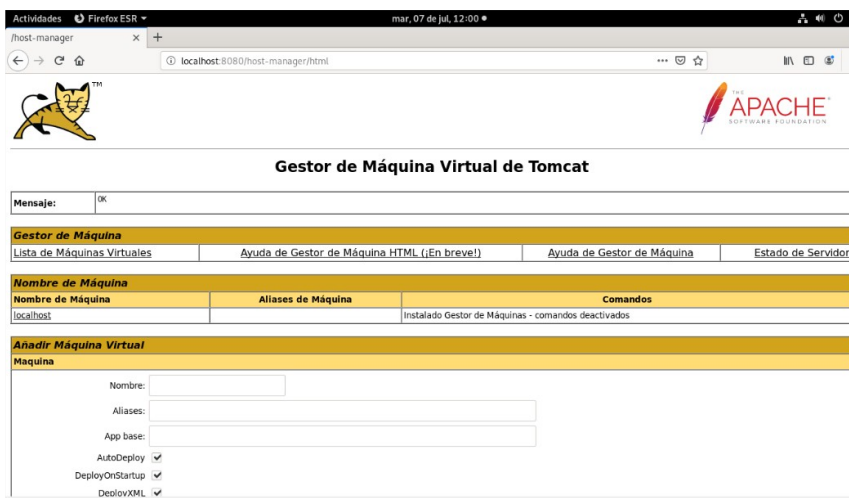 Actividades Firefox ESR mar, 07 de jul, 12:00
/host-manager
localhost:8080/host-manager/html
TM
THE
APACHE
SOFTWARE FOUNDATION
Gestor de Máquina Virtual de Tomcat
Mensaje: OK
Gestor de Máquina
Lista de Máquinas Virtuales Ayuda de Gestor de Máquina HTML (¡En breve!) Ayuda de Gestor de Máquina Estado de Servidor
Nombre de Máquina
Nombre de Máquina Aliases de Máquina Comandos
localhost Instalado Gestor de Máquinas - comandos deactivados
Añadir Máquina Virtual
Maquina
Nombre:
Aliases:
App base:
AutoDeploy
DeployOnStartup
DeployXML